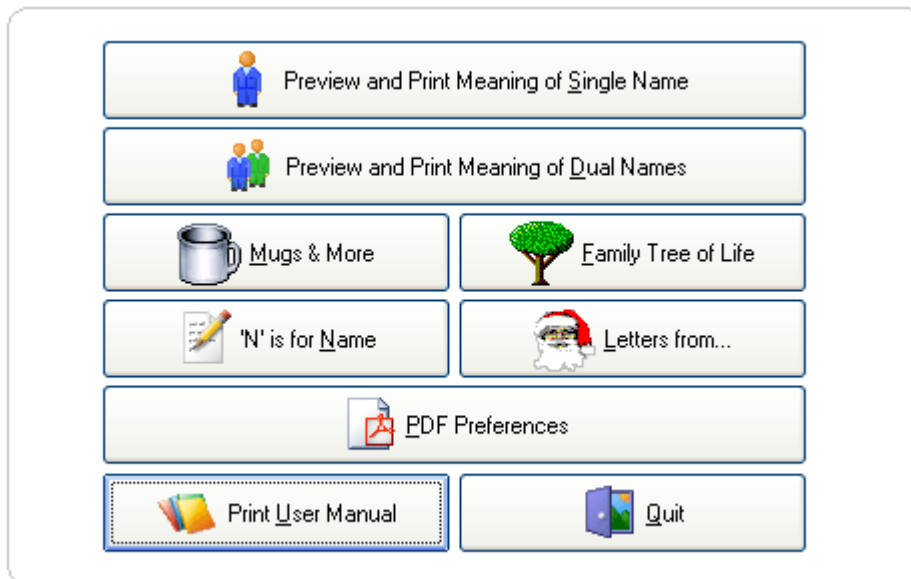 Preview and Print Meaning of Single Name
Preview and Print Meaning of Dual Names
Mugs & More
Family Tree of Life
'N' is for Name
Letters from...
PDF Preferences
Print User Manual
Quit